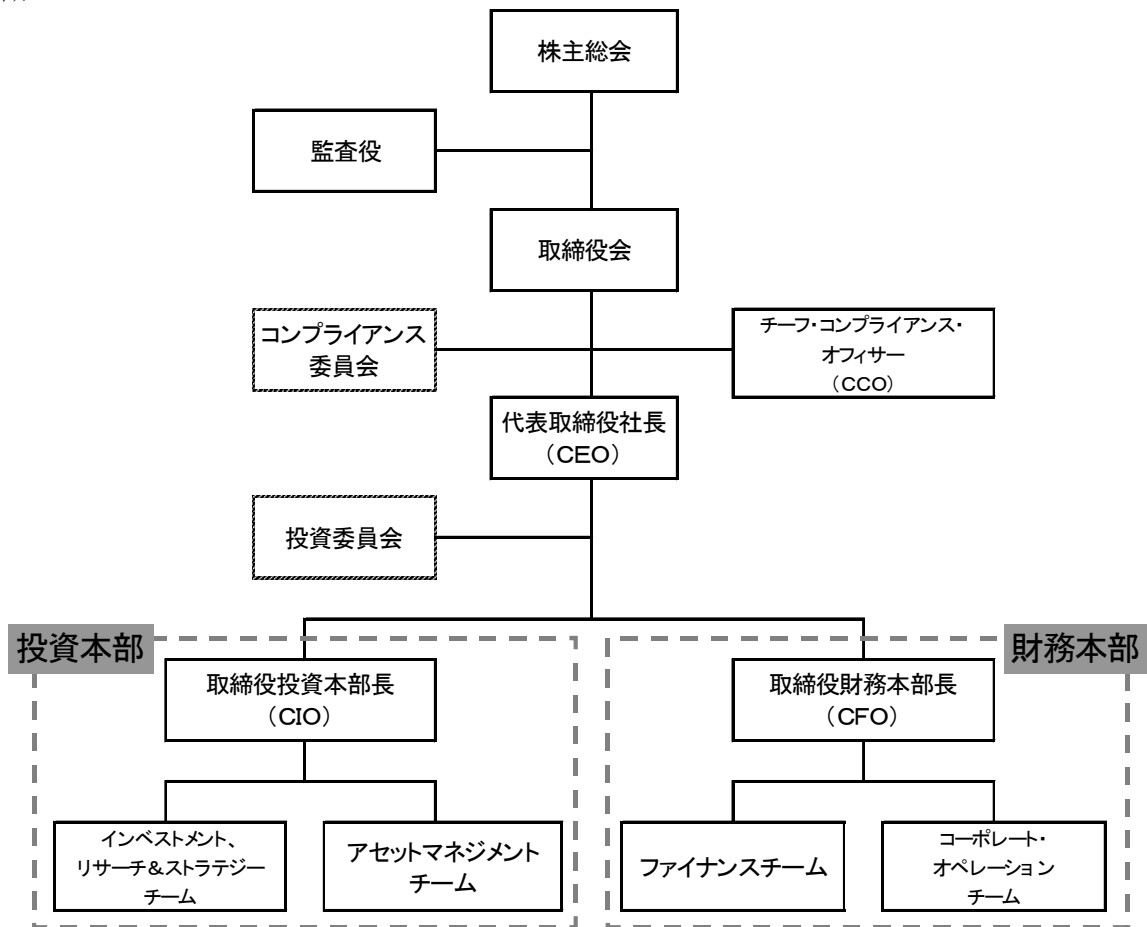 株主総会
監査役
取締役会
コンプライアンス
委員会
チーフ・コンプライアンス・
オフィサー
（CCO）
代表取締役社長
（CEO）
投資委員会
投資本部
財務本部
取締役投資本部長
（CIO）
取締役財務本部長
（CFO）
インベストメント、
リサーチ＆ストラテジー
チーム
アセットマネジメント
チーム
ファイナンスチーム
コーポレート・
オペレーション
チーム